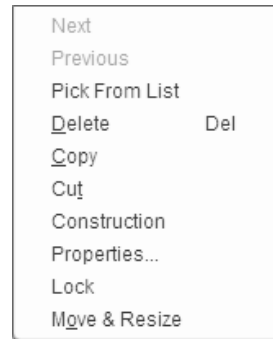 Next
Previous
Pick From List
Delete Del
Copy
Cut
Construction
Properties...
Lock
Move & Resize